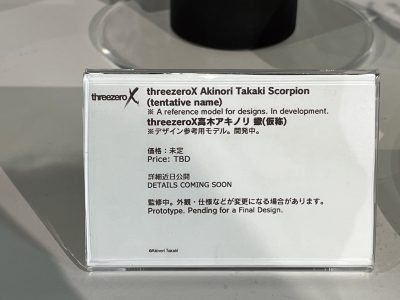 threezeroX
threezeroX Akinori Takaki Scorpion
(tentative name)
※ A reference model for designs. In development.
threezeroX高木アキノリ 蠍(仮称)
※デザイン参考用モデル。開発中。
価格：未定
Price: TBD
詳細近日公開
DETAILS COMING SOON
監修中。外観・仕様などが変更になる場合があります。
Prototype. Pending for a Final Design.
©Akinori Takaki